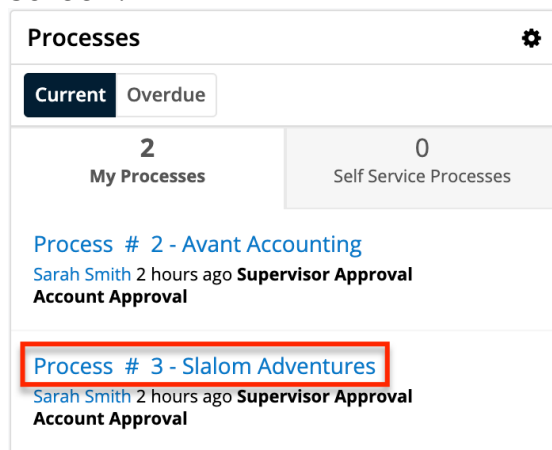 Processes
Current Overdue
2 0
My Processes Self Service Processes
Process # 2 - Avant Accounting
Sarah Smith 2 hours ago Supervisor Approval
Account Approval
Process # 3 - Slalom Adventures
Sarah Smith 2 hours ago Supervisor Approval
Account Approval